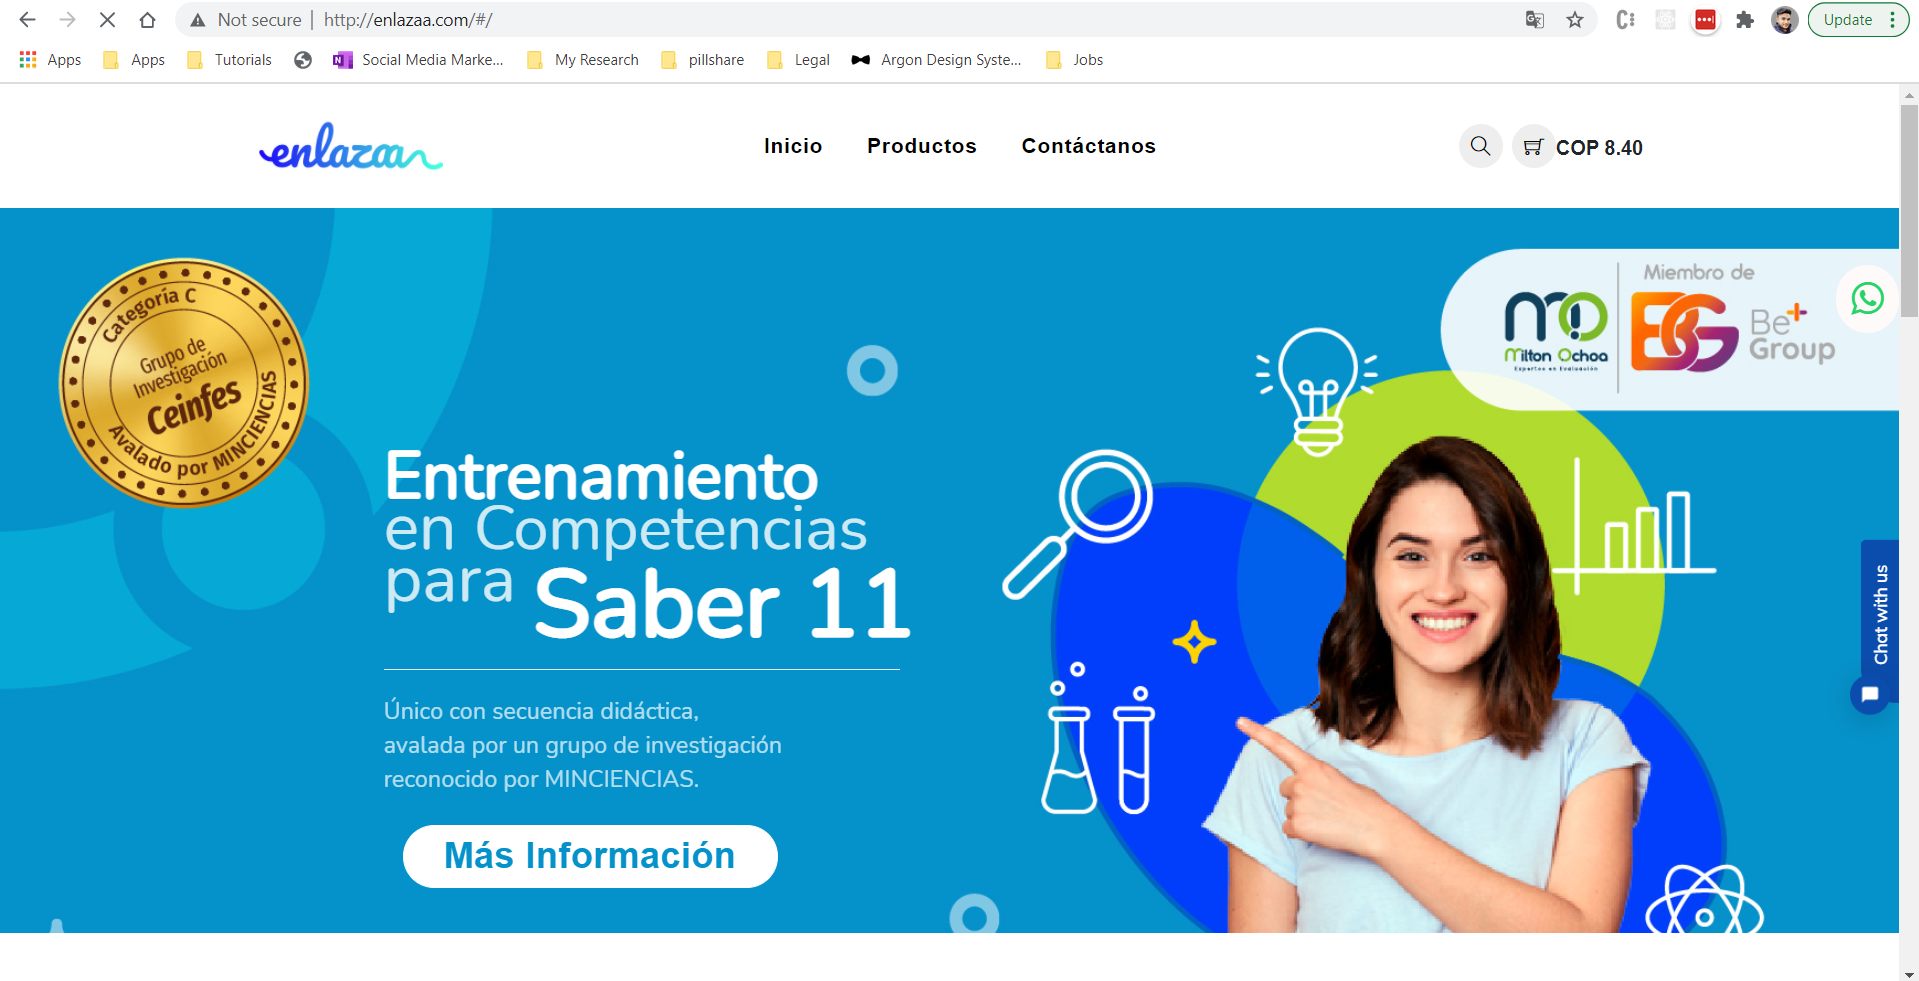 Not secure
http://enlazaa.com/#/
Update
Apps
Apps
Tutorials
Social Media Marke...
My Research
pillshare
Legal
Argon Design Syste...
Jobs
enlazaa
Inicio
Productos
Contáctanos
COP 8.40
Categoría C
Grupo de
Investigación
Ceinfes
Avalado por MINCIENCIAS
Miembro de
Milton Ochoa
Expertos en Evaluación
BG
Be+
Group
Entrenamiento
en Competencias
para Saber 11
Único con secuencia didáctica,
avalada por un grupo de investigación
reconocido por MINCIENCIAS.
Más Información
Chat with us